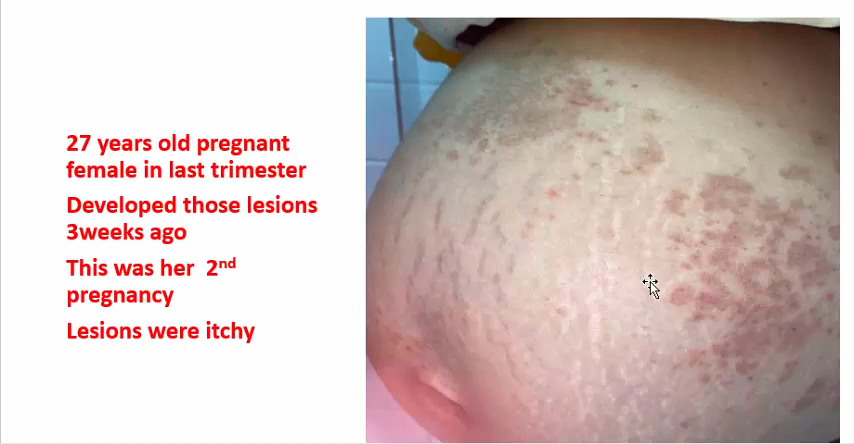 27 years old pregnant
female in last trimester
Developed those lesions
3weeks ago
This was her 2nd
pregnancy
Lesions were itchy